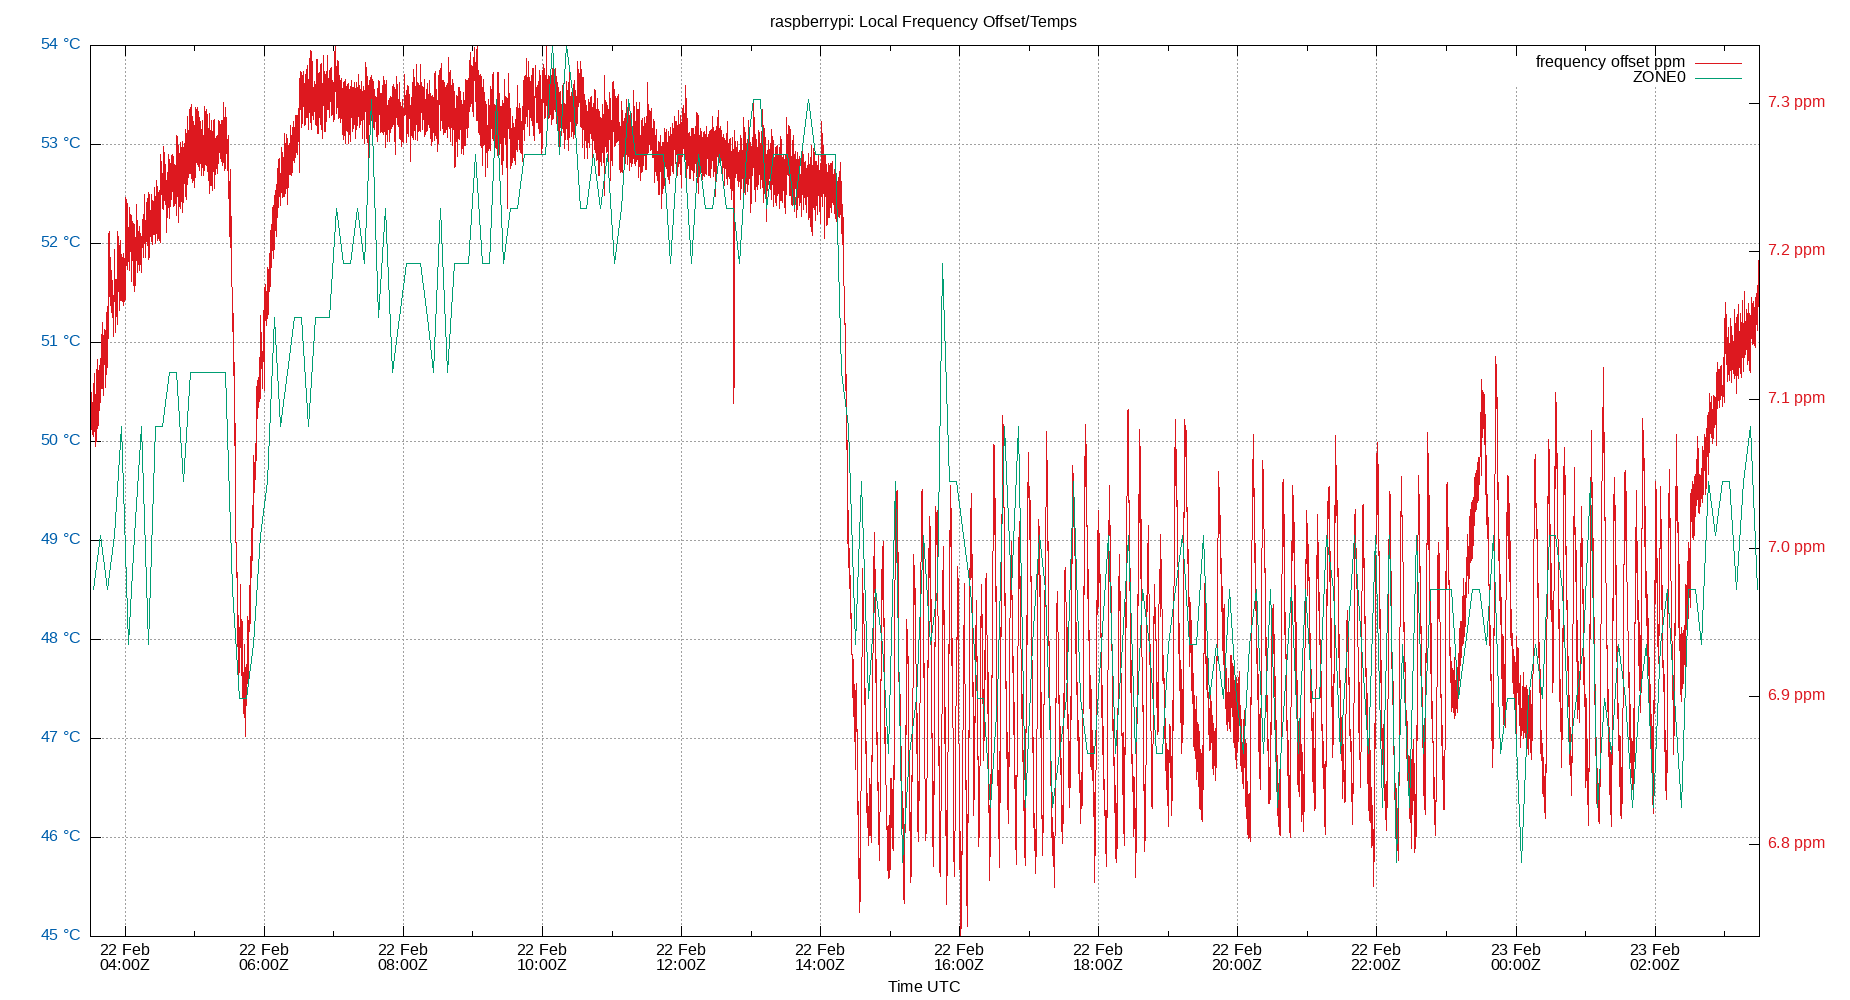 raspberrypi: Local Frequency Offset/Temps
frequency offset ppm
ZONE0
54 °C
53 °C
52 °C
51 °C
50 °C
49 °C
48 °C
47 °C
46 °C
45 °C
7.3 ppm
7.2 ppm
7.1 ppm
7.0 ppm
6.9 ppm
6.8 ppm
22 Feb 22 Feb 22 Feb 22 Feb 22 Feb 22 Feb 22 Feb 22 Feb 22 Feb 22 Feb 23 Feb 23 Feb
04:00Z 06:00Z 08:00Z 10:00Z 12:00Z 14:00Z 16:00Z 18:00Z 20:00Z 22:00Z 00:00Z 02:00Z
Time UTC